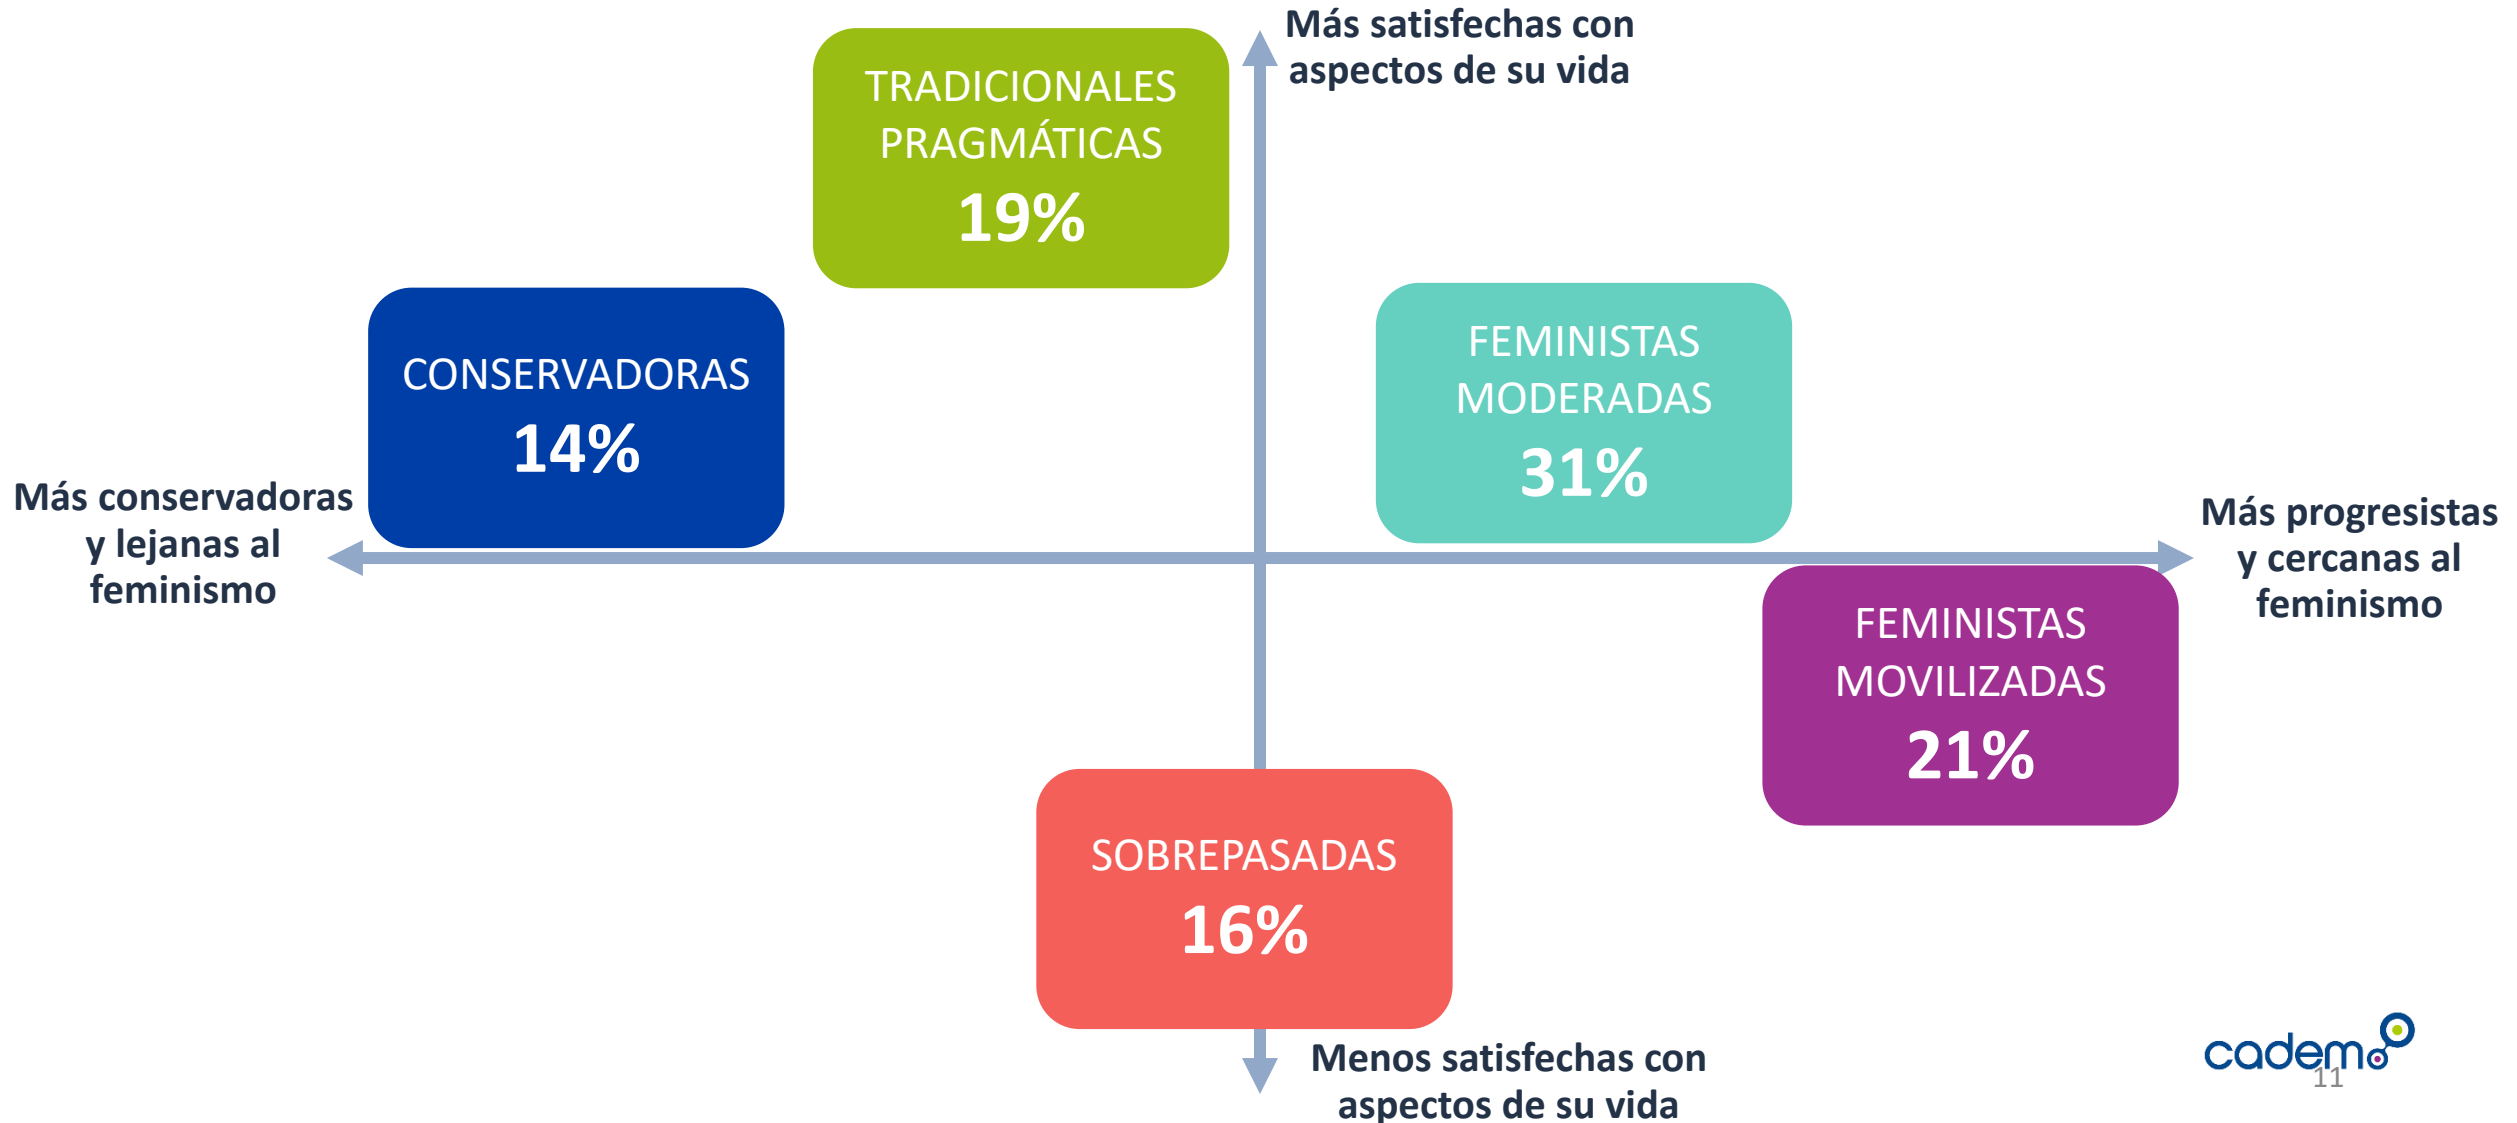 Más satisfechas con
aspectos de su vida
TRADICIONALES
PRAGMÁTICAS
19%
CONSERVADORAS
14%
FEMINISTAS
MODERADAS
31%
Más conservadoras
y lejanas al
feminismo
Más progresistas
y cercanas al
feminismo
FEMINISTAS
MOVILIZADAS
21%
SOBREPASADAS
16%
Menos satisfechas con
aspectos de su vida
cadem
11